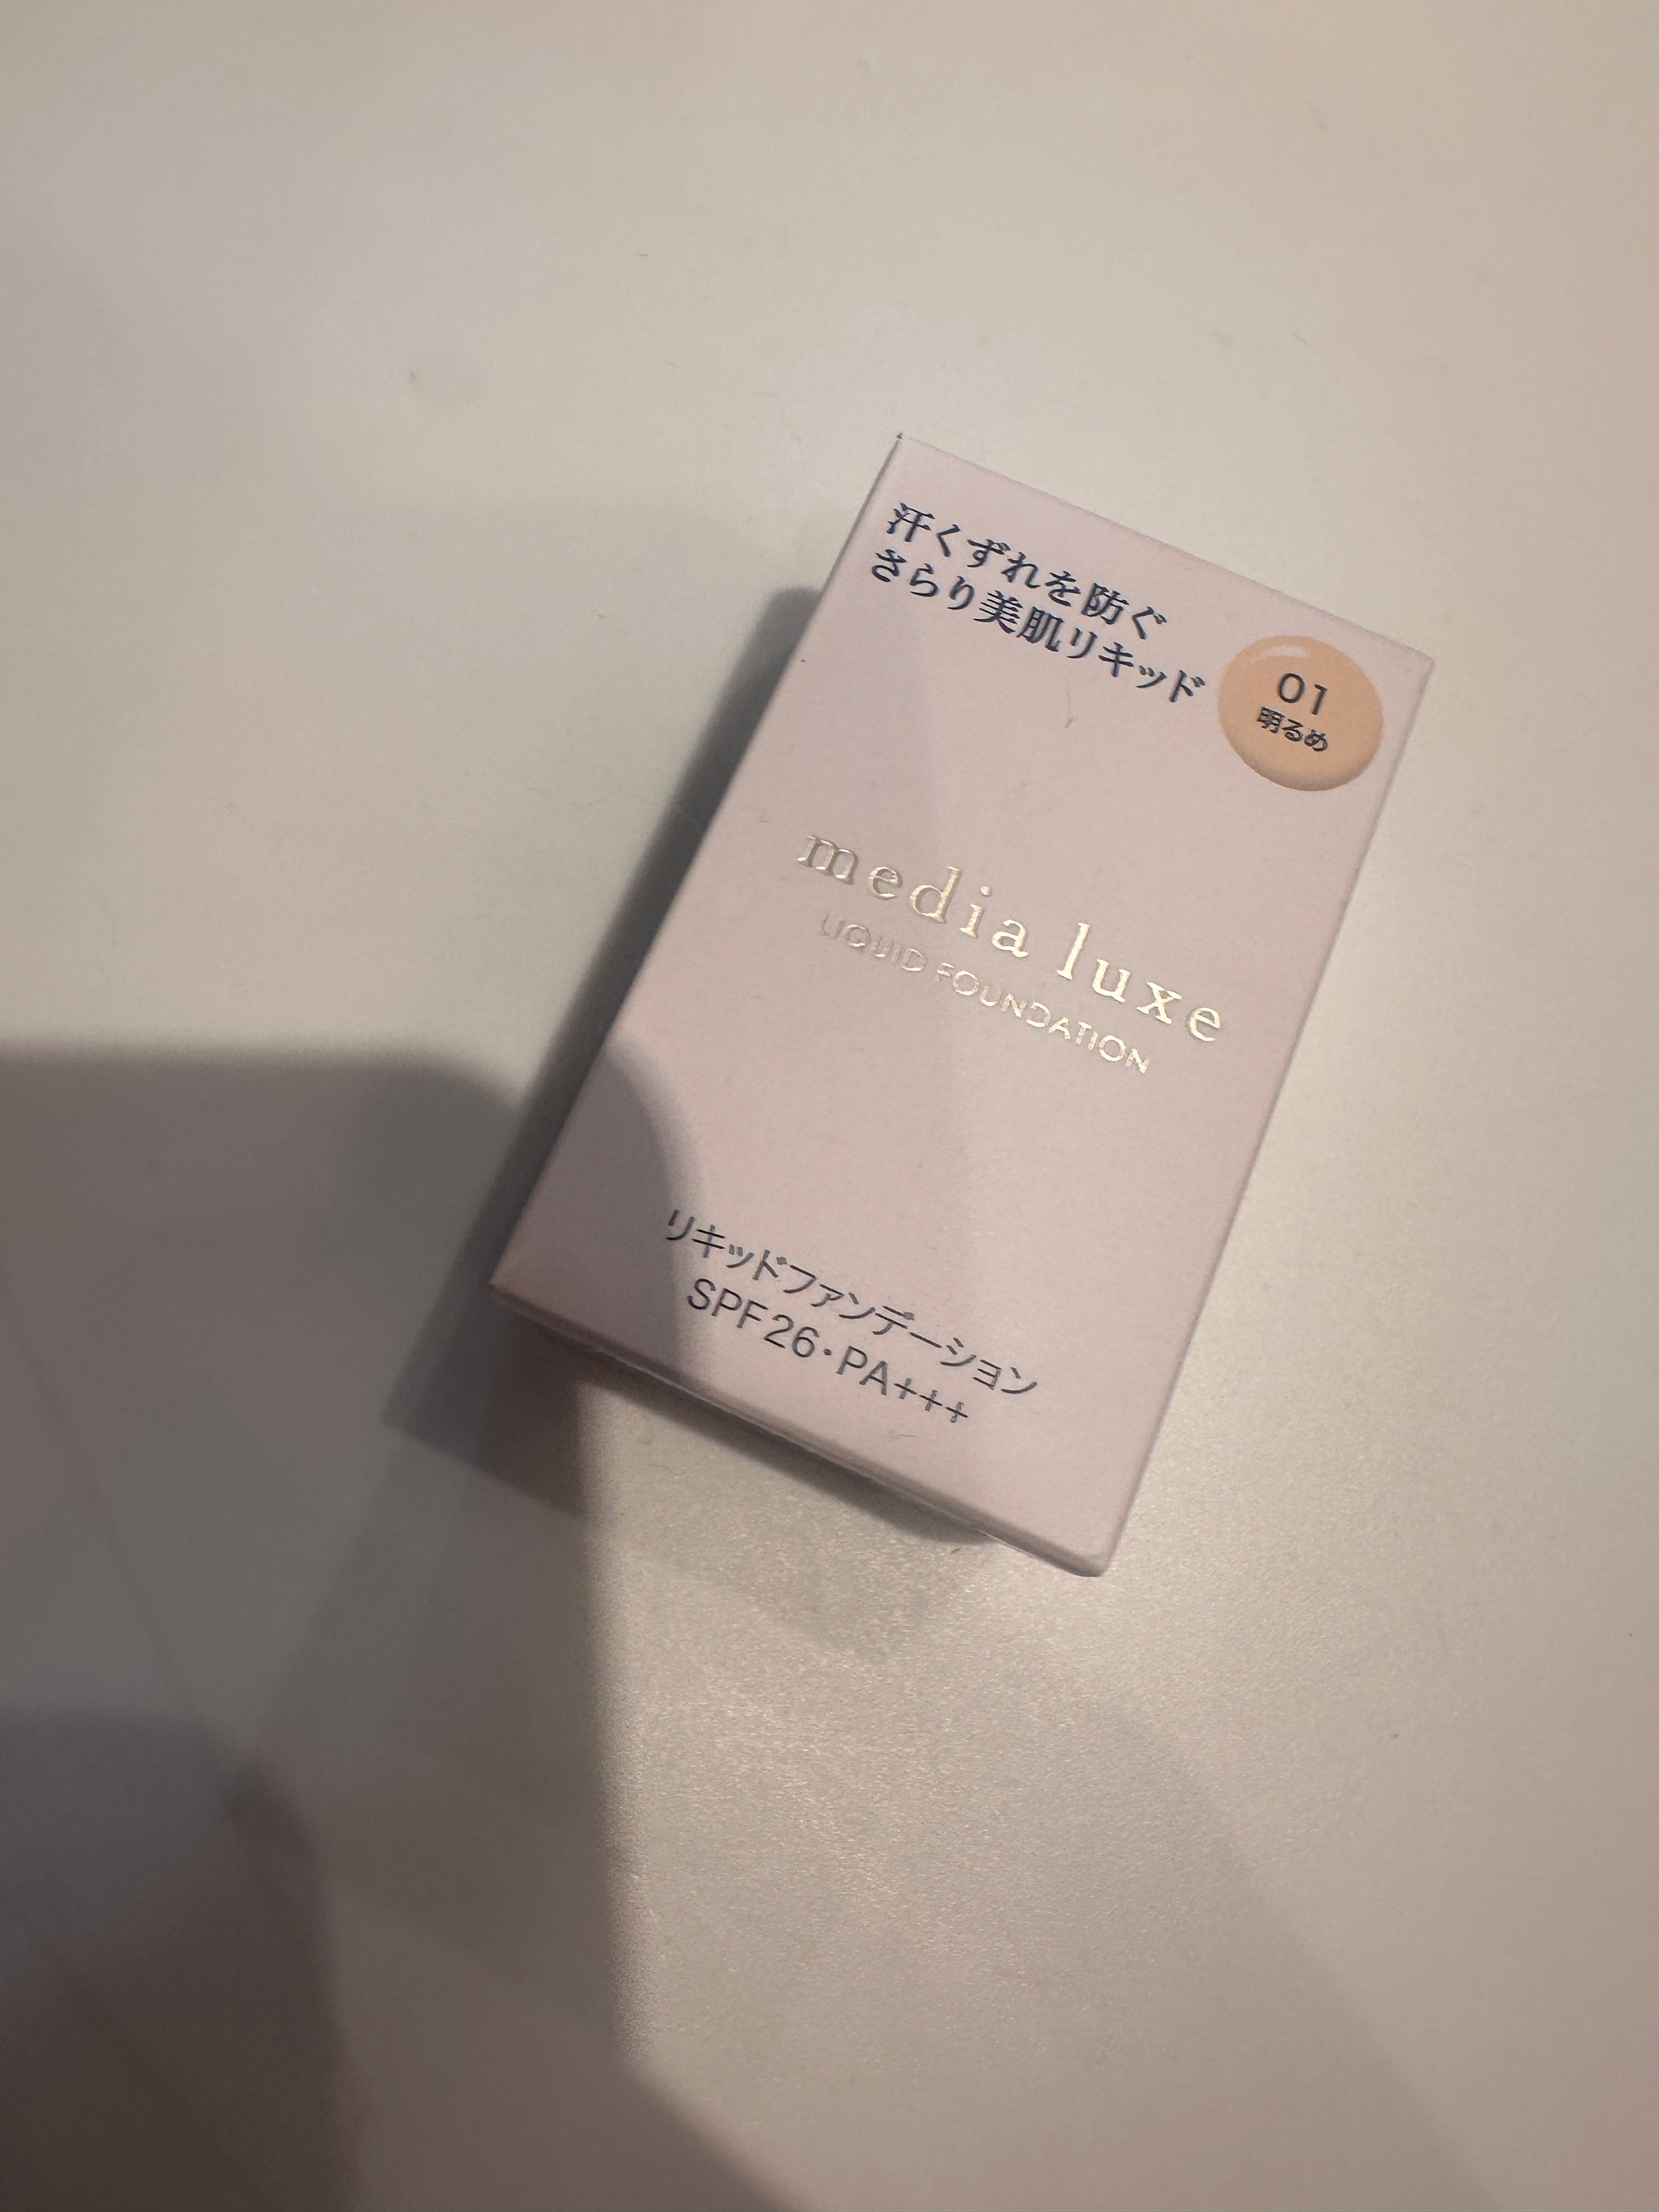 汗くずれを防ぐ
さらり美肌リキッド
01
明るめ
media luxe
LIQUID FOUNDATION
リキッドファンデーション
SPF26・PA+++